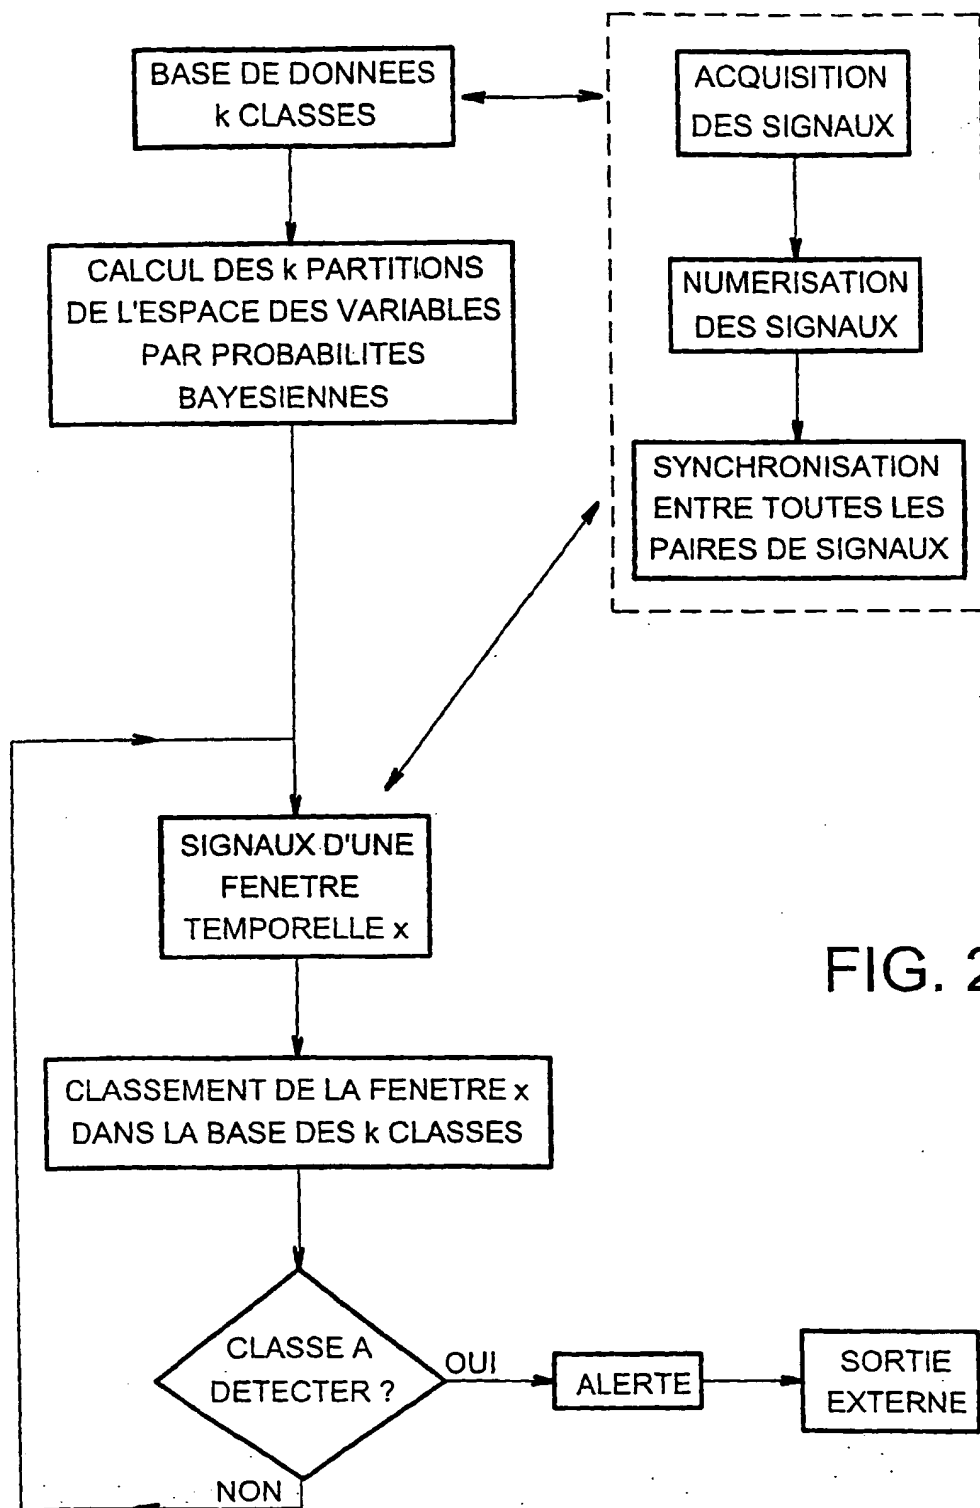 BASE DE DONNEES
k CLASSES
ACQUISITION
DES SIGNAUX
CALCUL DES k PARTITIONS
DE L'ESPACE DES VARIABLES
PAR PROBABILITES
BAYESIENNES
NUMERISATION
DES SIGNAUX
SYNCHRONISATION
ENTRE TOUTES LES
PAIRES DE SIGNAUX
SIGNAUX D'UNE
FENETRE
TEMPORELLE x
FIG. 2
CLASSEMENT DE LA FENETRE x
DANS LA BASE DES k CLASSES
CLASSE A
DETECTER ?
OUI
ALERTE
SORTIE
EXTERNE
NON